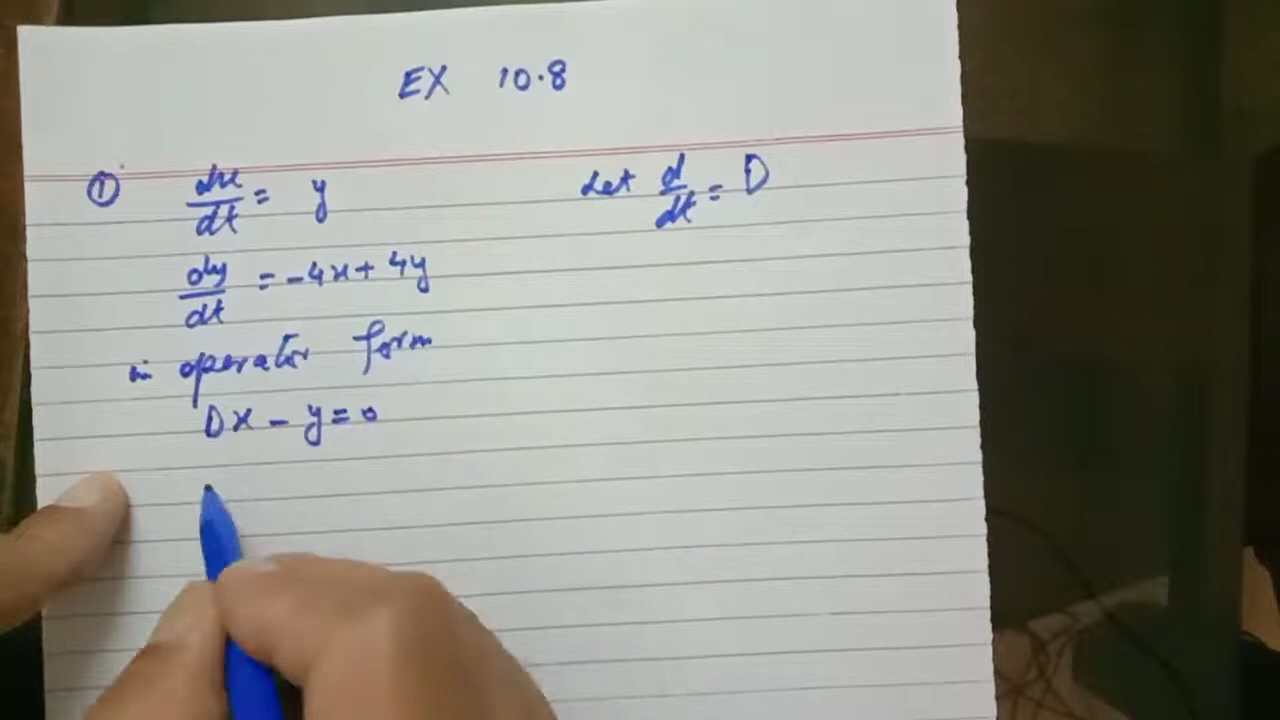 EX 10.8
① dx/dt = y Let d/dt = D
dy/dt = -4x + 4y
in operator form
Dx - y = 0